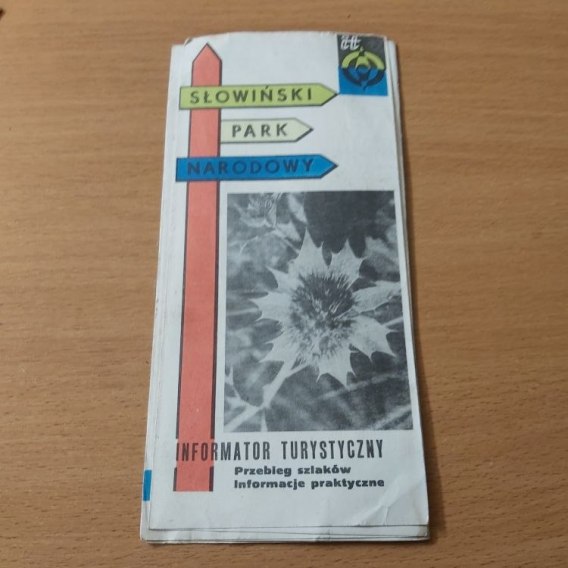 SŁOWIŃSKI
PARK
NARODOWY
INFORMATOR TURYSTYCZNY
Przebieg szlaków
Informacje praktyczne